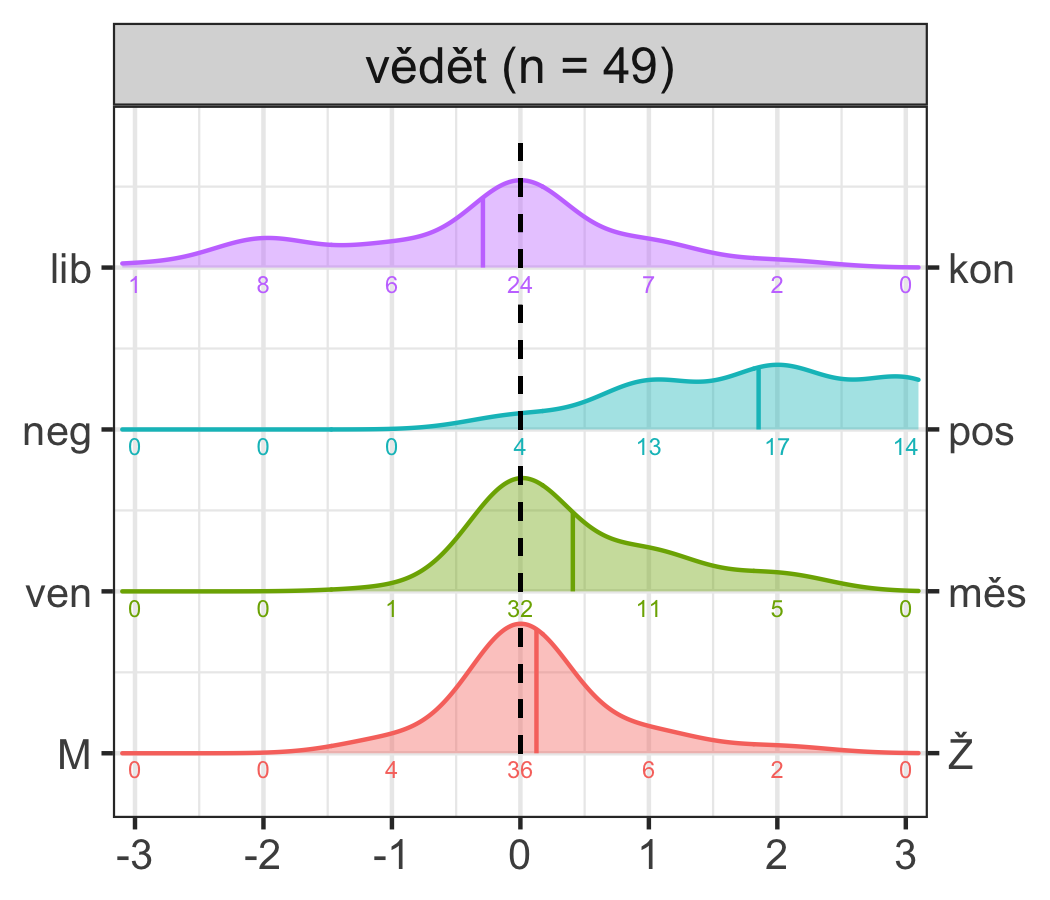 vědět (n = 49)
lib kon
1 8 6 24 7 2 0
neg pos
0 0 0 4 13 17 14
ven měs
0 0 1 32 11 5 0
M Ž
0 0 4 36 6 2 0
-3 -2 -1 0 1 2 3